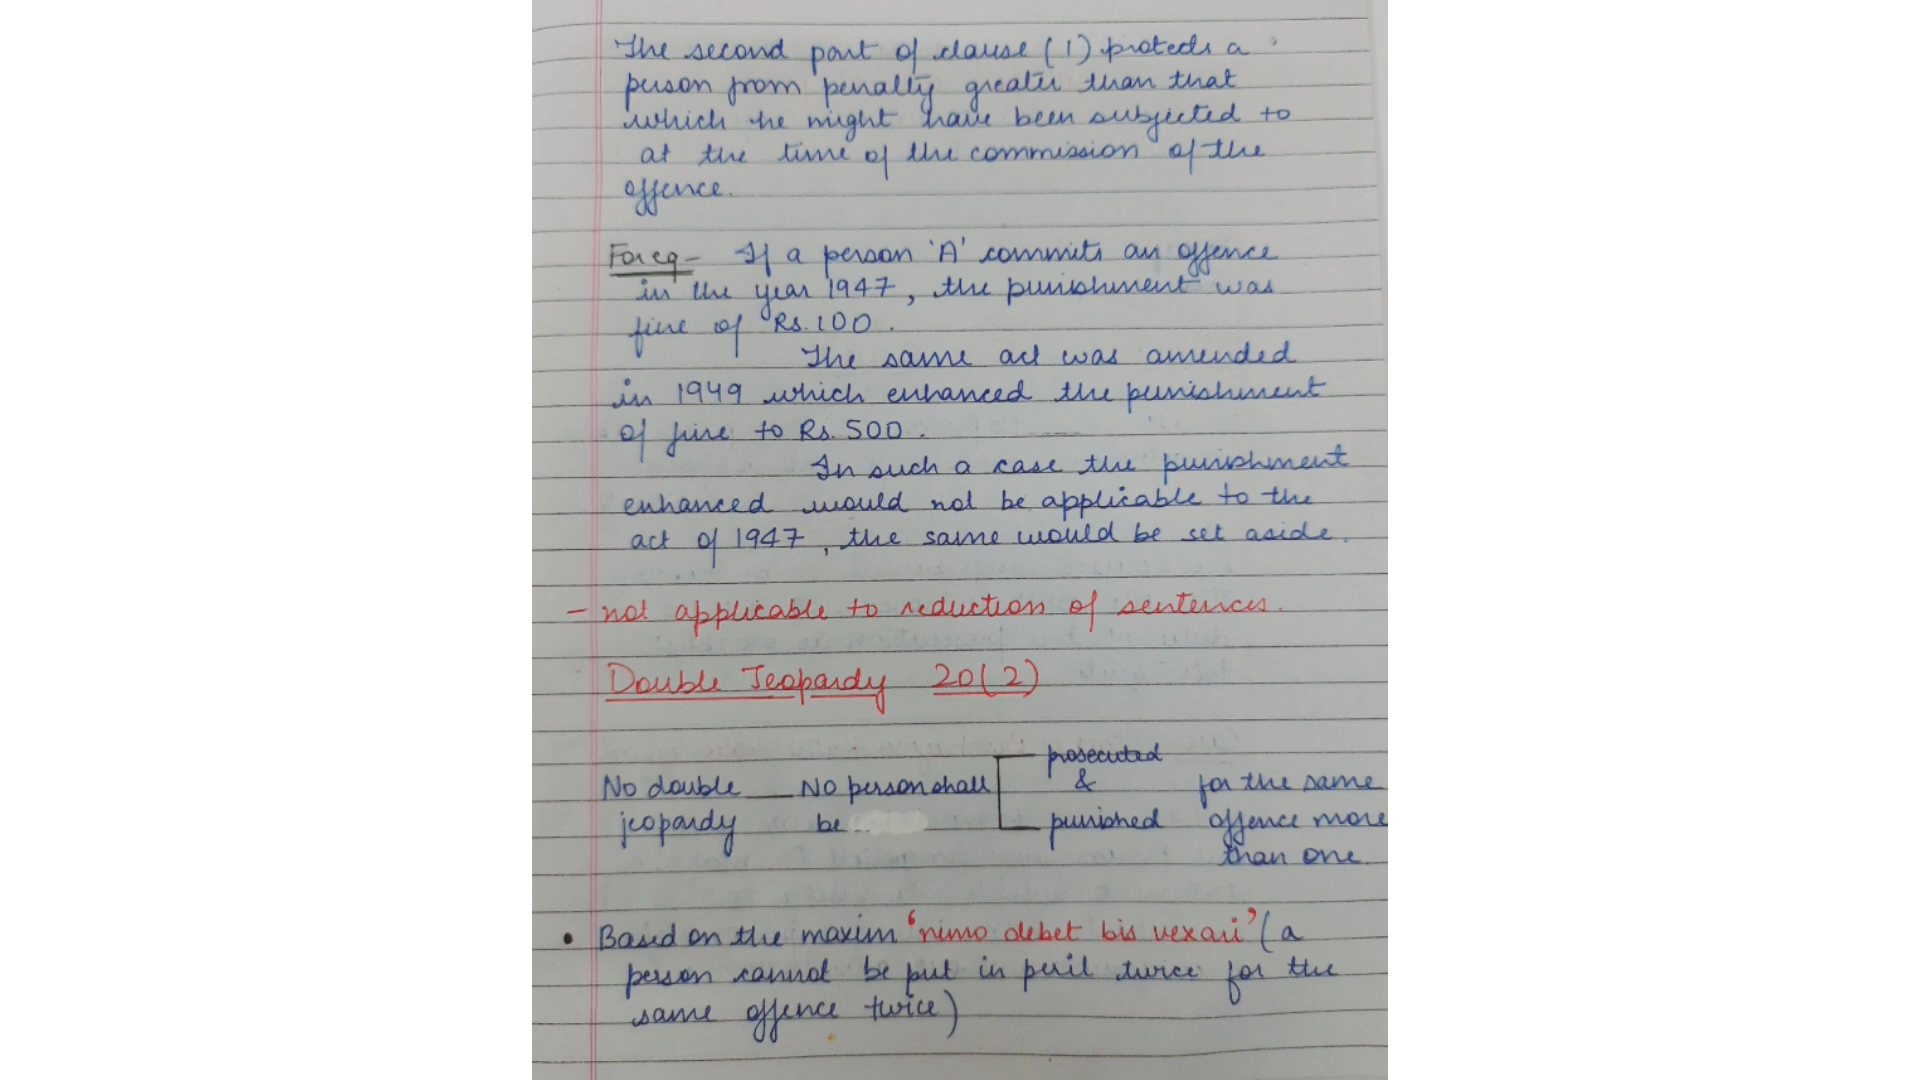 The second part of clause (1) protects a
person from penalty greater than that
which he might have been subjected to
at the time of the commission of the
offence.
For eg - If a person 'A' commits an offence
in the year 1947, the punishment was
fine of Rs. 100.
The same act was amended
in 1949 which enhanced the punishment
of fine to Rs. 500.
In such a case the punishment
enhanced would not be applicable to the
act of 1947, the same would be set aside.
- not applicable to reduction of sentences.
Double Jeopardy 20(2)
prosecuted
No double No person shall & for the same
jeopardy be punished offence more
than one
• Based on the maxim 'nemo debet bis vexari' (a
person cannot be put in peril twice for the
same offence twice)